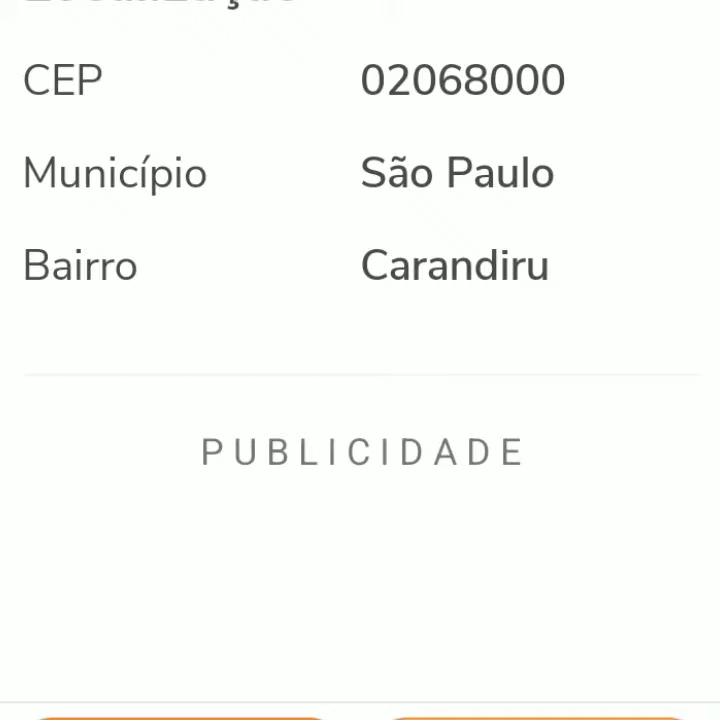 CEP 02068000
Município São Paulo
Bairro Carandiru
PUBLICIDADE